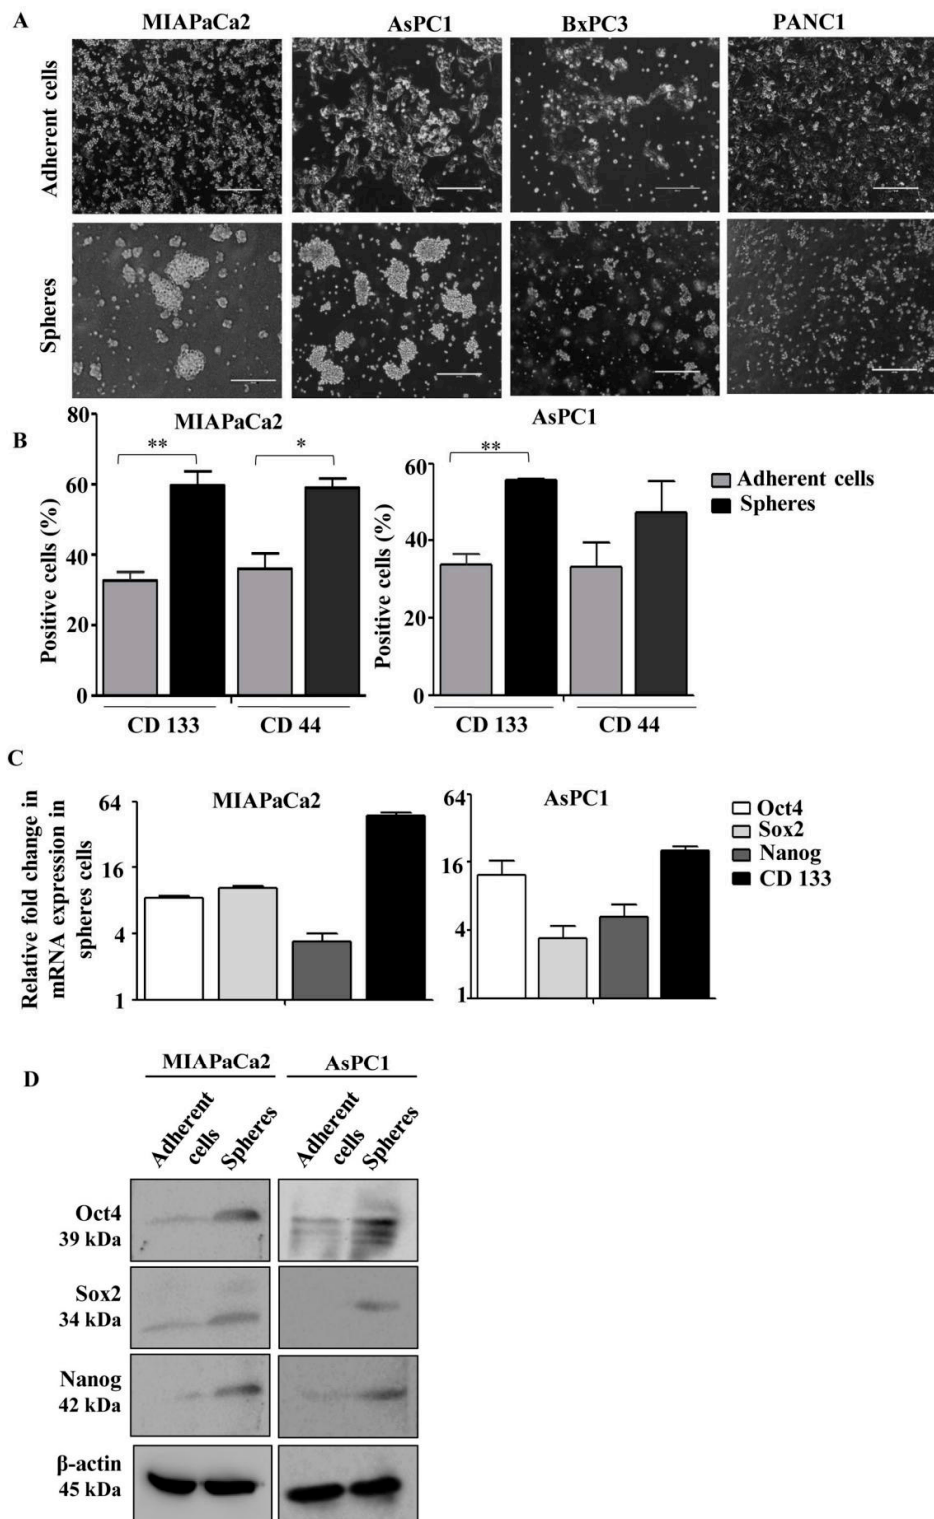 A
MIAPaCa2 AsPC1 BxPC3 PANC1
Adherent cells
Spheres
B
MIAPaCa2
AsPC1
80
60
40
20
0
Positive cells (%)
**
*
CD 133 CD 44
60
40
20
0
Positive cells (%)
**
CD 133 CD 44
Adherent cells
Spheres
C
Relative fold change in
mRNA expression in
spheres cells
MIAPaCa2
64
16
4
1
AsPC1
64
16
4
1
Oct4
Sox2
Nanog
CD 133
D
MIAPaCa2 AsPC1
Adherent
cells
Spheres
Adherent
cells
Spheres
Oct4
39 kDa
Sox2
34 kDa
Nanog
42 kDa
β-actin
45 kDa